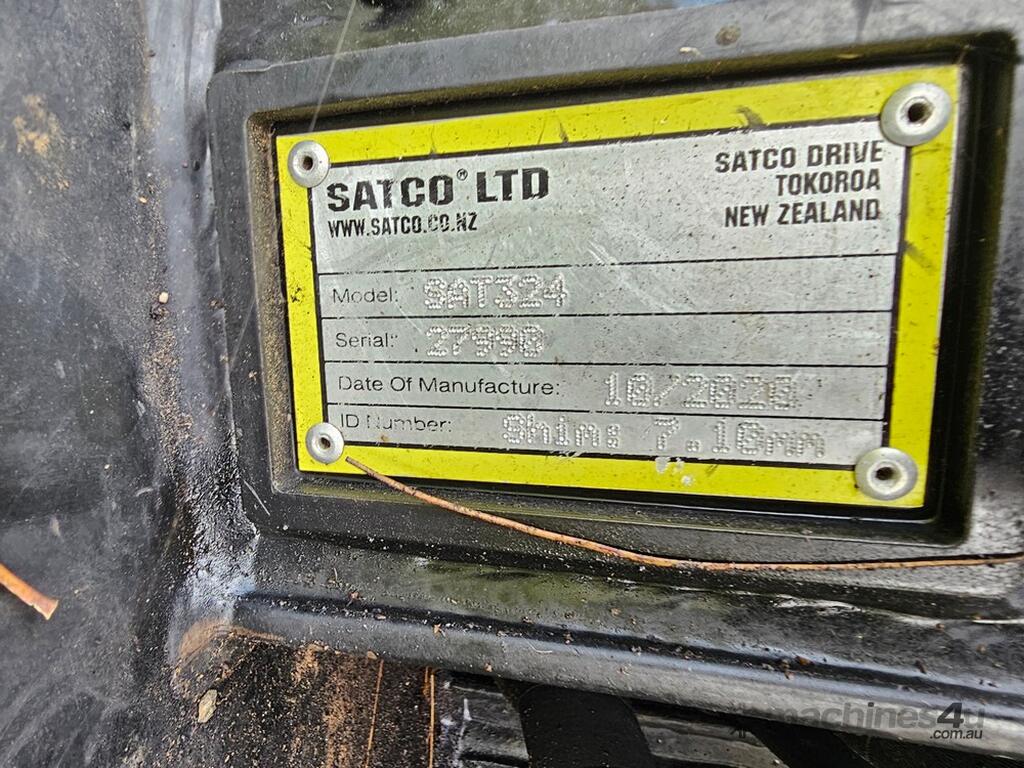 SATCO® LTD
WWW.SATCO.CO.NZ
SATCO DRIVE
TOKOROA
NEW ZEALAND
Model: SAT324
Serial: 27990
Date Of Manufacture: 10/2020
ID Number: Shim: 7.10mm
machines4u
.com.au